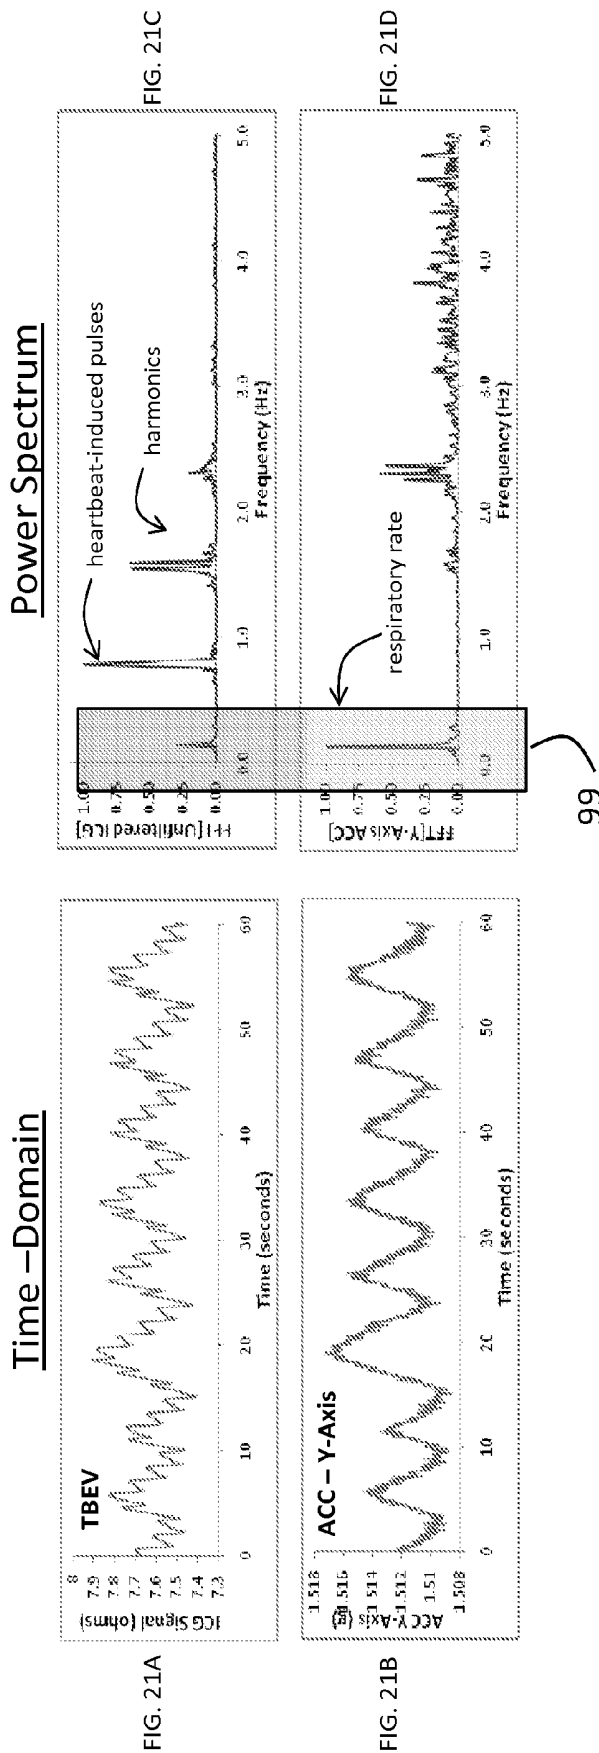 Time –Domain
FIG. 21A
TBEV
ICG Signal (ohms)
8
7.9
7.8
7.7
7.6
7.5
7.4
7.3
0
10
20
30
40
50
60
Time (seconds)
FIG. 21B
ACC – Y-Axis
ACC Y-Axis (g)
1.518
1.516
1.514
1.512
1.51
1.508
0
10
20
30
40
50
60
Time (seconds)
Power Spectrum
FIG. 21C
heartbeat-induced pulses
harmonics
FFT [Unfiltered ICG]
1.00
0.75
0.50
0.25
0.00
0.0
1.0
2.0
3.0
4.0
5.0
Frequency (Hz)
FIG. 21D
respiratory rate
FFT[Y-Axis ACC]
1.00
0.75
0.50
0.25
0.00
0.0
1.0
2.0
3.0
4.0
5.0
Frequency (Hz)
99